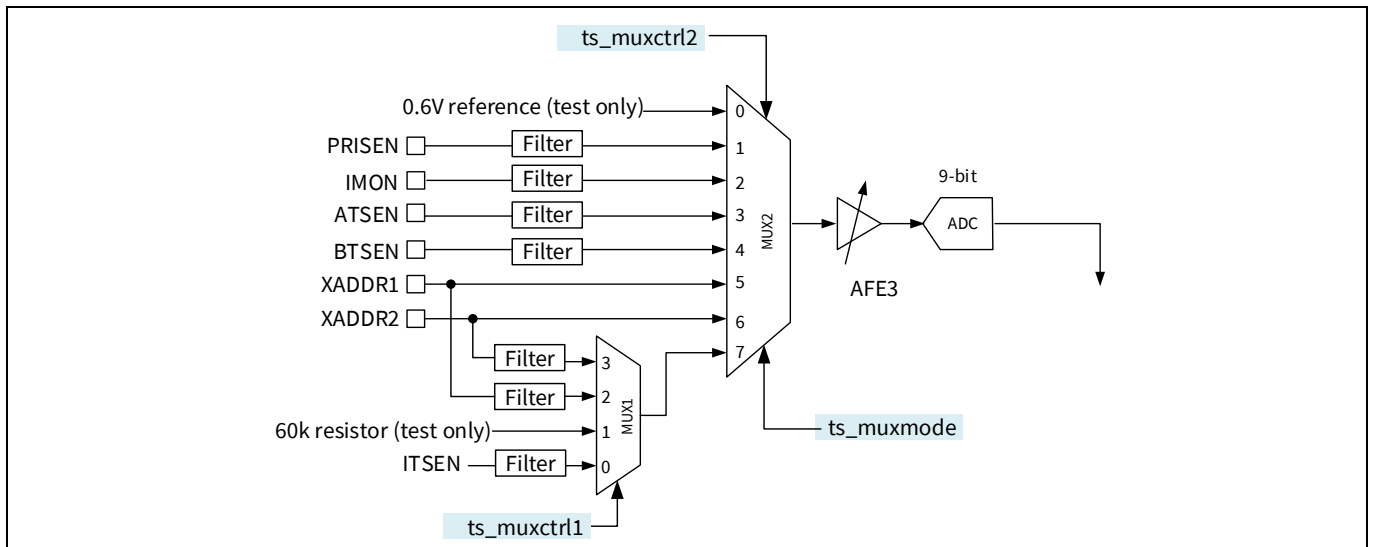 ts_muxctrl2
0.6V reference (test only)
0
PRISEN
Filter
1
IMON
Filter
2
ATSEN
Filter
3
BTSEN
Filter
4
XADDR1
5
XADDR2
6
7
MUX2
9-bit
ADC
AFE3
Filter
3
Filter
2
60k resistor (test only)
1
ITSEN
Filter
0
MUX1
ts_muxmode
ts_muxctrl1